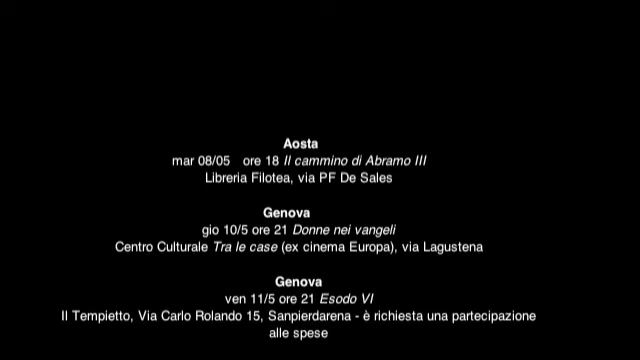 Aosta
mar 08/05 ore 18 Il cammino di Abramo III
Libreria Filotea, via PF De Sales
Genova
gio 10/5 ore 21 Donne nei vangeli
Centro Culturale Tra le case (ex cinema Europa), via Lagustena
Genova
ven 11/5 ore 21 Esodo VI
Il Tempietto, Via Carlo Rolando 15, Sanpierdarena - è richiesta una partecipazione
alle spese